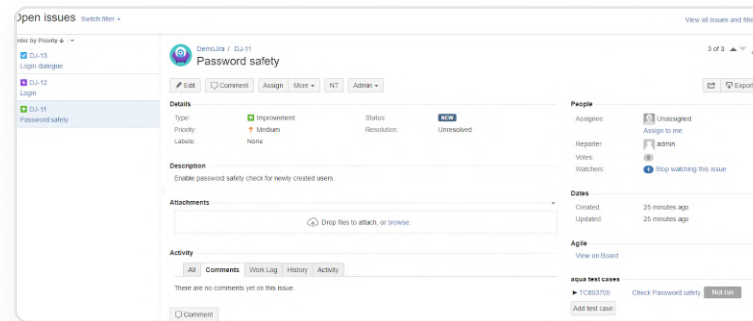 Open issues Switch filter
View all issues and filte
Order by Priority
DJ-13
Login dialogue
DJ-12
Login
DJ-11
Password safety
DemoJira / DJ-11
Password safety
3 of 3
Edit Comment Assign More NT Admin Export
Details
Type: Improvement Status: NEW
Priority: Medium Resolution: Unresolved
Labels: None
Description
Enable password safety check for newly created users.
Attachments
Drop files to attach, or browse.
Activity
All Comments Work Log History Activity
There are no comments yet on this issue.
Comment
People
Assignee: Unassigned
Assign to me
Reporter: admin
Votes: 0
Watchers: 1 Stop watching this issue
Dates
Created: 25 minutes ago
Updated: 25 minutes ago
Agile
View on Board
aqua test cases
TC853705 Check Password safety Not run
Add test case